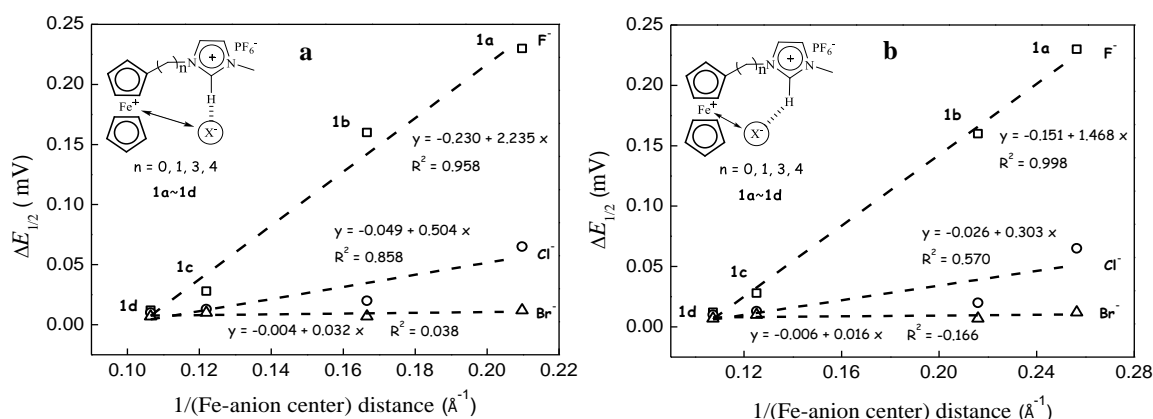 a
1a
F⁻
PF₆⁻
n
N
+
N
H
Fe⁺
X⁻
1b
y = -0.230 + 2.235 x
R² = 0.958
n = 0, 1, 3, 4
1a~1d
y = -0.049 + 0.504 x
R² = 0.858
Cl⁻
1c
1d
Br⁻
y = -0.004 + 0.032 x
R² = 0.038
0.25
0.20
0.15
0.10
0.05
0.00
ΔE1/2 ( mV)
0.10 0.12 0.14 0.16 0.18 0.20 0.22
1/(Fe-anion center) distance (Å⁻¹)
b
1a
F⁻
PF₆⁻
n
N
+
N
H
Fe⁺
X⁻
1b
y = -0.151 + 1.468 x
R² = 0.998
n = 0, 1, 3, 4
1a~1d
y = -0.026 + 0.303 x
R² = 0.570
Cl⁻
1c
1d
Br⁻
y = -0.006 + 0.016 x
R² = -0.166
0.25
0.20
0.15
0.10
0.05
0.00
ΔE1/2 (mV)
0.12 0.16 0.20 0.24 0.28
1/(Fe-anion center) distance (Å⁻¹)